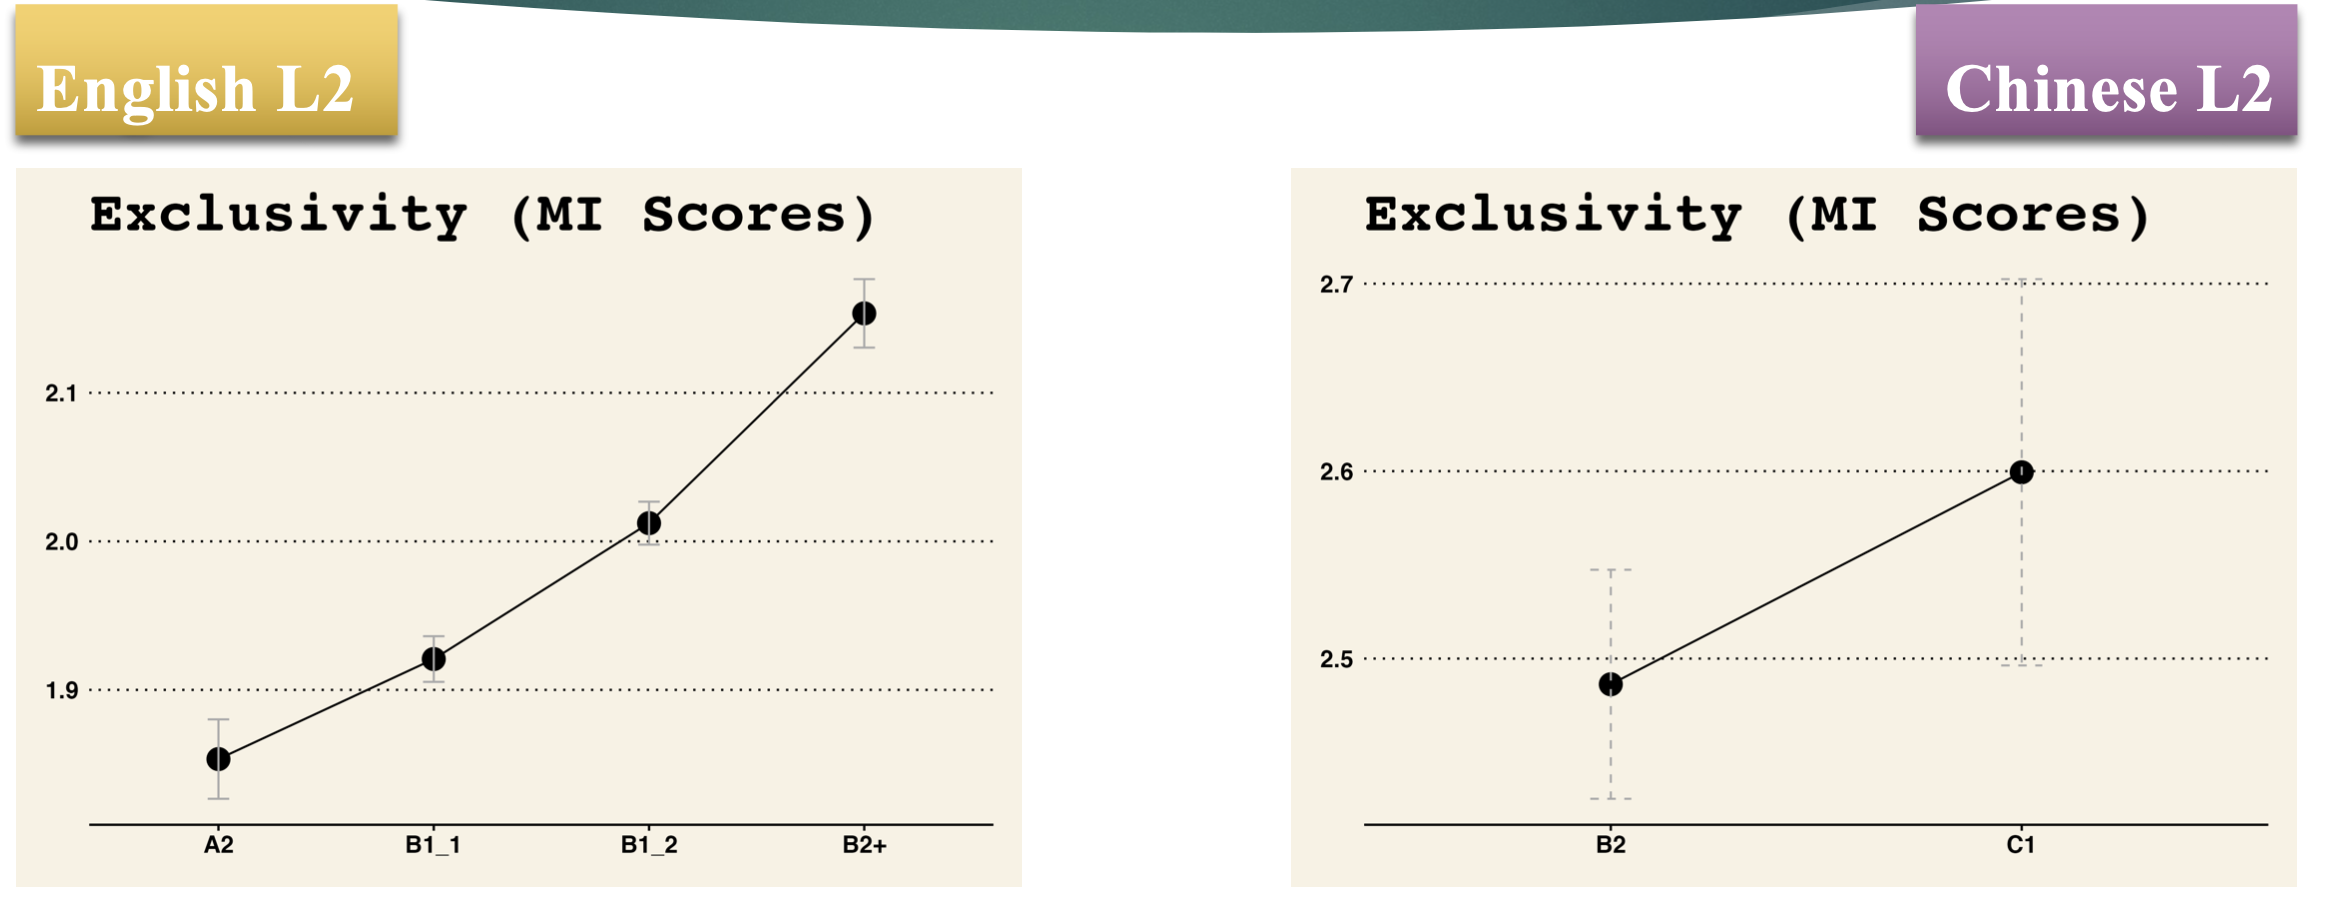 English L2
Chinese L2
Exclusivity (MI Scores)
2.1
2.0
1.9
A2 B1_1 B1_2 B2+
Exclusivity (MI Scores)
2.7
2.6
2.5
B2 C1